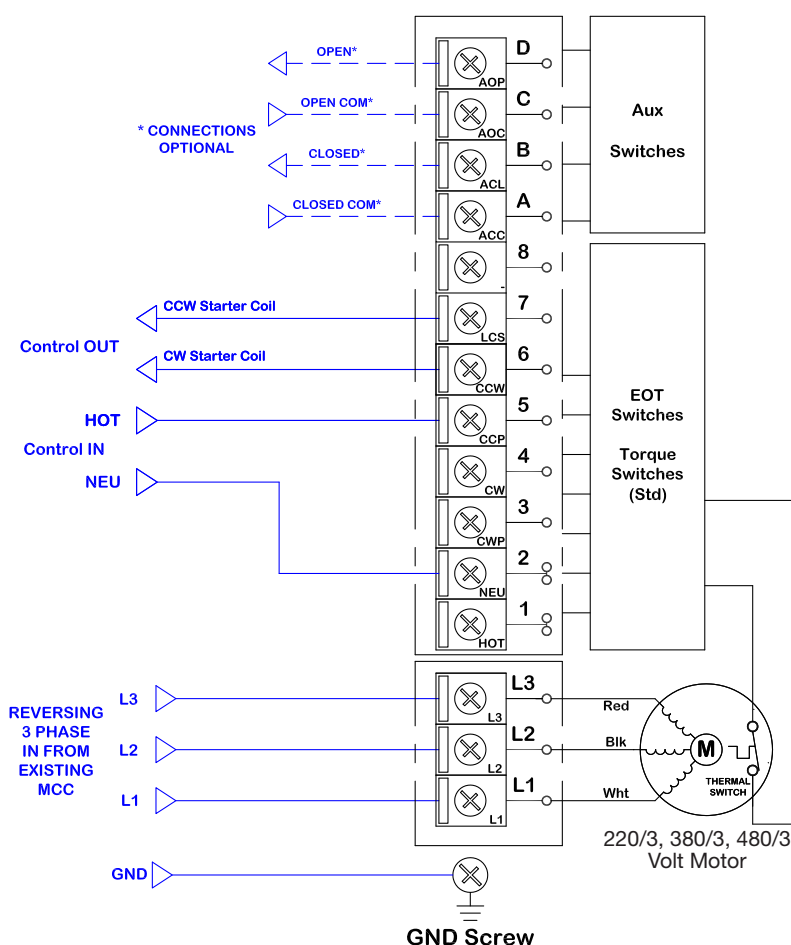 OPEN*
D
AOP
OPEN COM*
C
AOC
* CONNECTIONS
OPTIONAL
CLOSED*
B
ACL
CLOSED COM*
A
ACC
Aux
Switches
8
-
CCW Starter Coil
7
LCS
Control OUT
CW Starter Coil
6
CCW
HOT
5
CCP
Control IN
4
CW
NEU
3
CWP
2
NEU
1
HOT
EOT
Switches
Torque
Switches
(Std)
REVERSING
3 PHASE
IN FROM
EXISTING
MCC
L3
L3
L3
Red
L2
L2
L2
Blk
L1
L1
L1
Wht
M
THERMAL
SWITCH
220/3, 380/3, 480/3
Volt Motor
GND
GND Screw